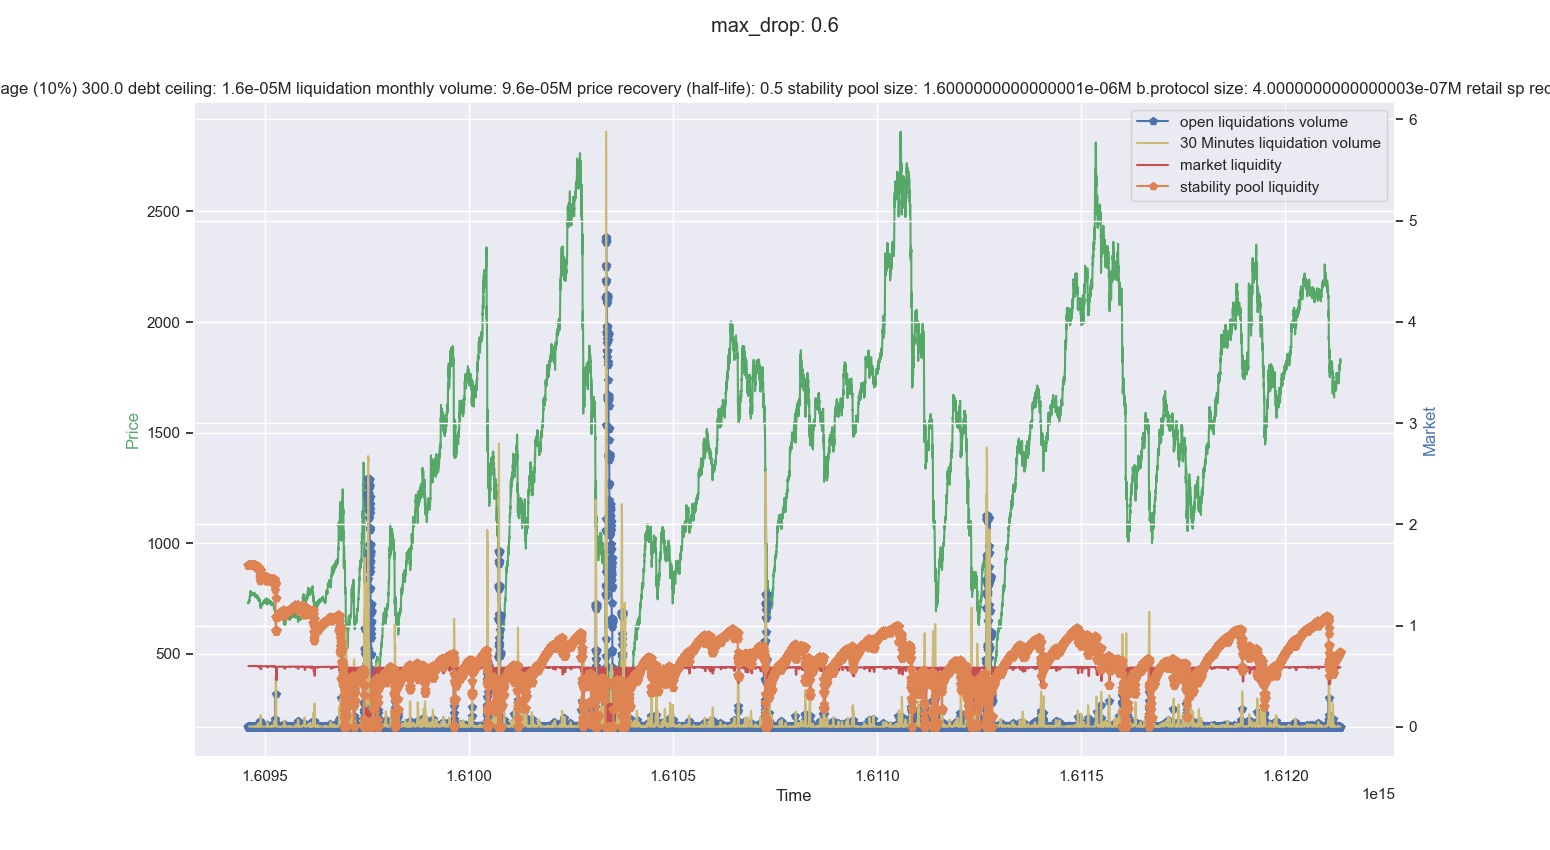 max_drop: 0.6
age (10%) 300.0 debt ceiling: 1.6e-05M liquidation monthly volume: 9.6e-05M price recovery (half-life): 0.5 stability pool size: 1.6000000000000001e-06M b.protocol size: 4.0000000000000003e-07M retail sp rec
open liquidations volume
30 Minutes liquidation volume
market liquidity
stability pool liquidity
2500
2000
1500
1000
500
Price
6
5
4
3
2
1
0
Market
1.6095 1.6100 1.6105 1.6110 1.6115 1.6120
1e15
Time